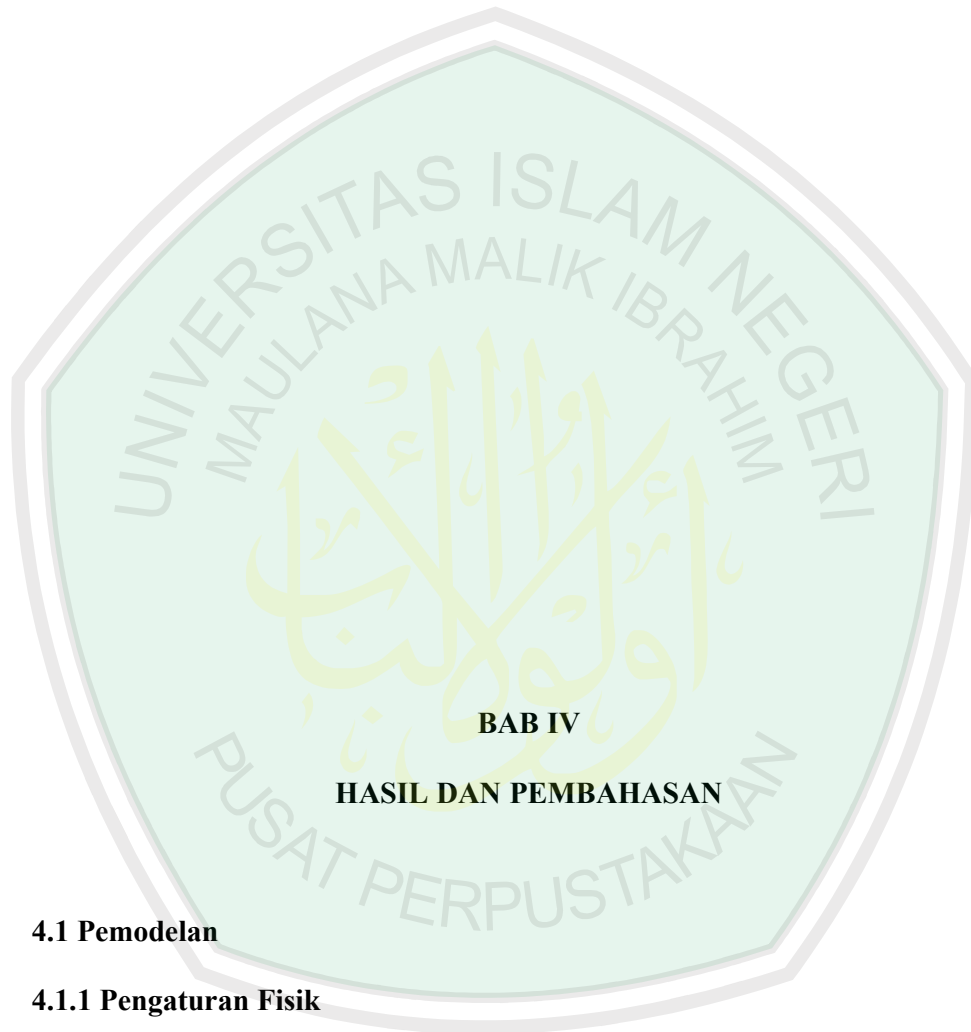 UNIVERSITAS ISLAM NEGERI
MAULANA MALIK IBRAHIM
BAB IV
HASIL DAN PEMBAHASAN
PUSAT PERPUSTAKAAN
4.1 Pemodelan
4.1.1 Pengaturan Fisik